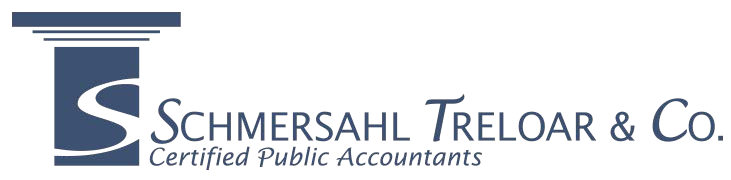 SCHMERSAHL TRELOAR & CO.
Certified Public Accountants